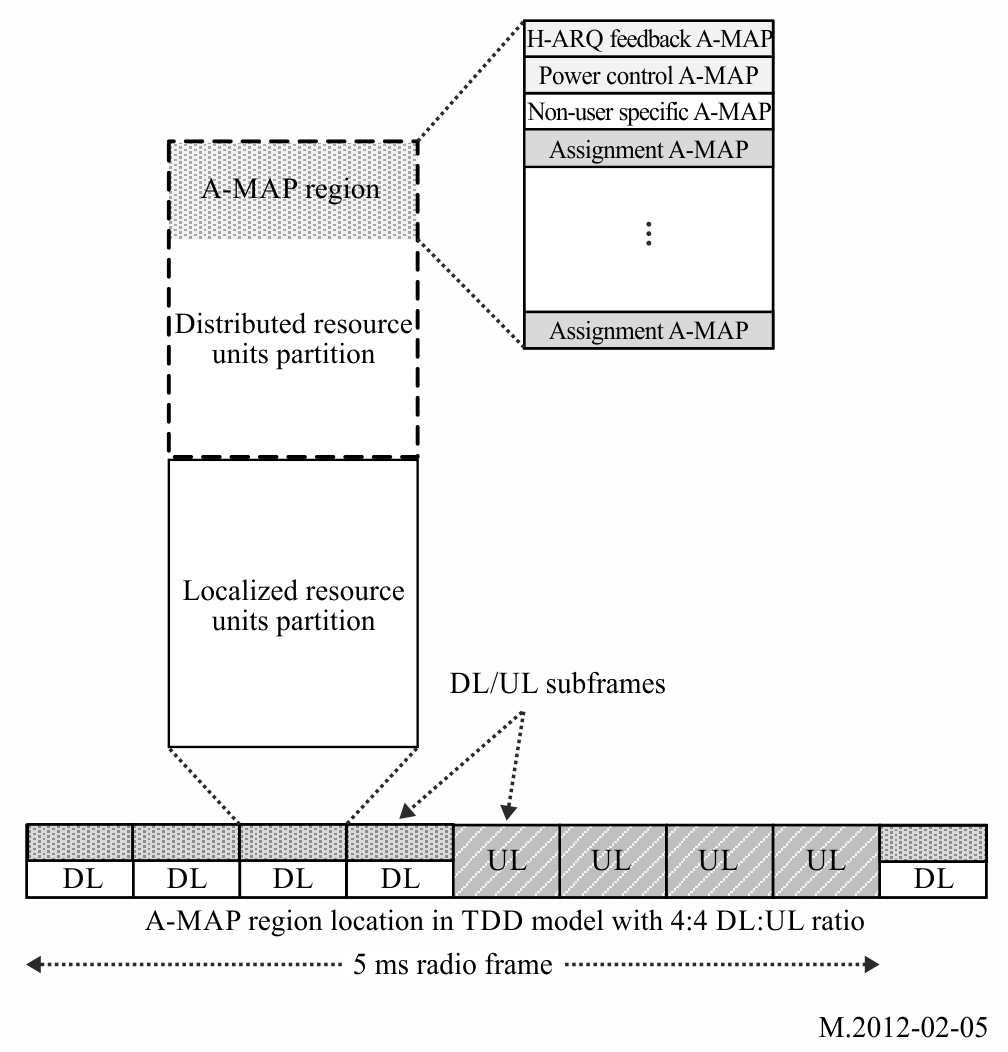 H-ARQ feedback A-MAP
Power control A-MAP
Non-user specific A-MAP
Assignment A-MAP
⋮
Assignment A-MAP
A-MAP region
Distributed resource
units partition
Localized resource
units partition
DL/UL subframes
DL DL DL DL UL UL UL UL DL
A-MAP region location in TDD model with 4:4 DL:UL ratio
5 ms radio frame
M.2012-02-05